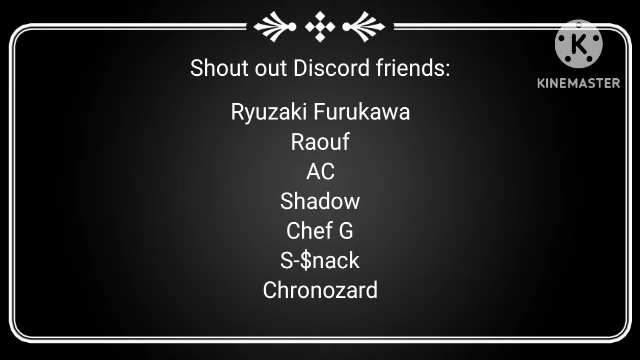 Shout out Discord friends:
K
KINEMASTER
Ryuzaki Furukawa
Raouf
AC
Shadow
Chef G
S-$nack
Chronozard